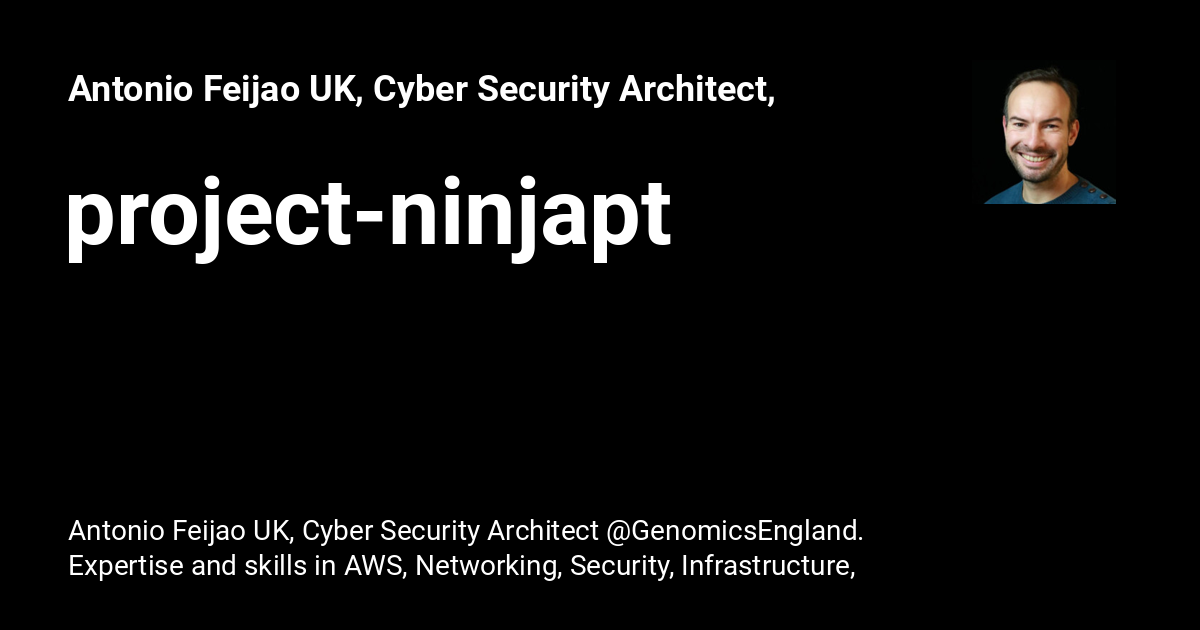 Antonio Feijao UK, Cyber Security Architect,
project-ninjapt
Antonio Feijao UK, Cyber Security Architect @GenomicsEngland.
Expertise and skills in AWS, Networking, Security, Infrastructure,